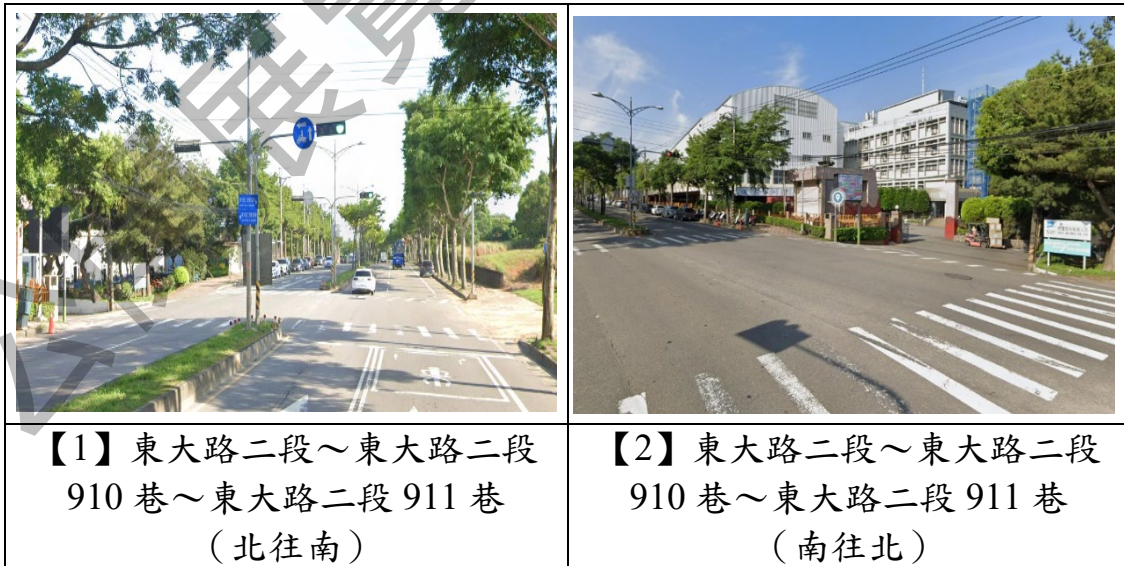 【1】東大路二段～東大路二段
910 巷～東大路二段 911 巷
（北往南）
【2】東大路二段～東大路二段
910 巷～東大路二段 911 巷
（南往北）